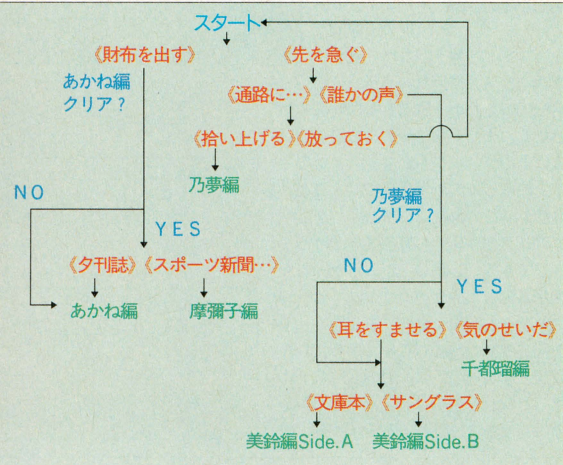 スタート
《財布を出す》 《先を急ぐ》
あかね編
クリア？
《通路に…》《誰かの声》
《拾い上げる》《放っておく》
乃夢編
乃夢編
クリア？
NO
YES
《夕刊誌》《スポーツ新聞…》
あかね編 摩彌子編
NO
YES
《耳をすませる》《気のせいだ》
千都瑠編
《文庫本》《サングラス》
美鈴編Side.A 美鈴編Side.B